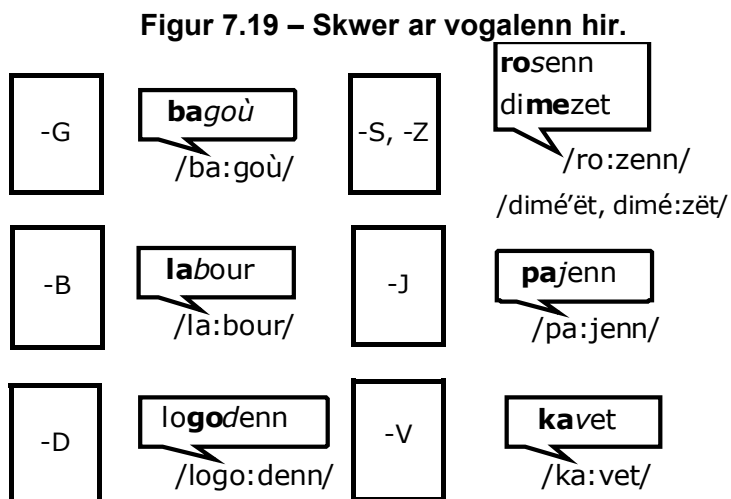 Figur 7.19 – Skwer ar vogalenn hir.
-G
bagoù
/ba:goù/
-S, -Z
rosenn
dimezet
/ro:zenn/
/dimé’ët, dimé:zët/
-B
labour
/la:bour/
-J
pajenn
/pa:jenn/
-D
logodenn
/logo:denn/
-V
kavet
/ka:vet/